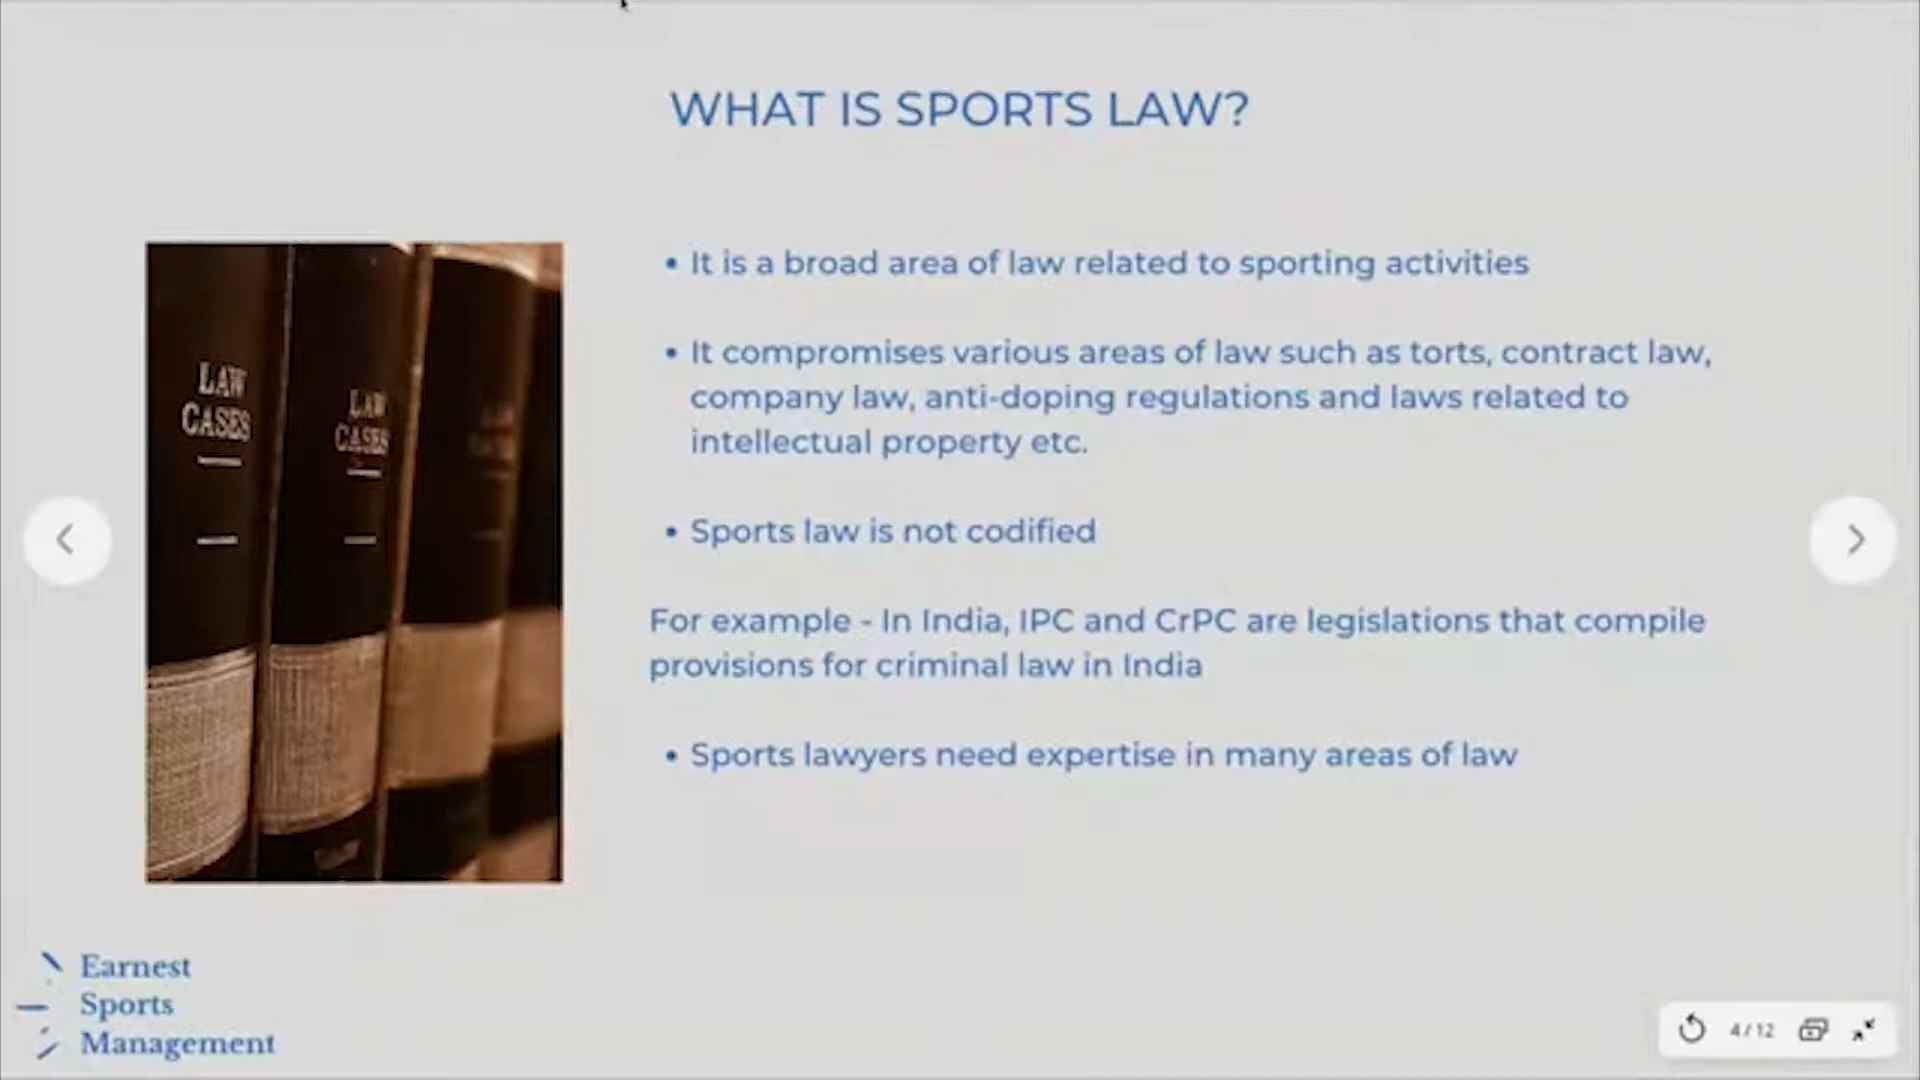 WHAT IS SPORTS LAW?
LAW
CASES
LAW
CASES
• It is a broad area of law related to sporting activities
• It compromises various areas of law such as torts, contract law,
company law, anti-doping regulations and laws related to
intellectual property etc.
• Sports law is not codified
For example - In India, IPC and CrPC are legislations that compile
provisions for criminal law in India
• Sports lawyers need expertise in many areas of law
Earnest
Sports
Management
4/12